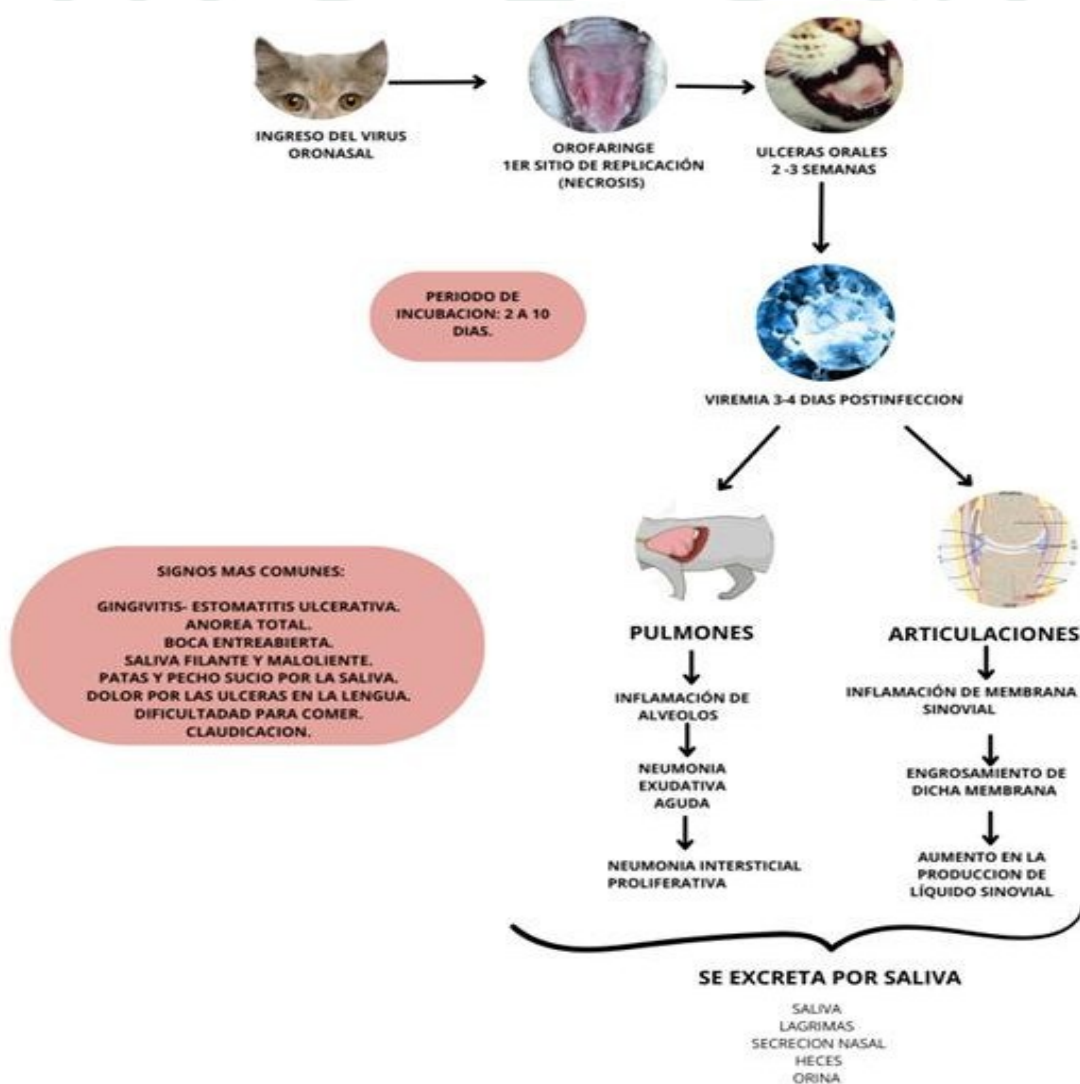 INGRESO DEL VIRUS
ORONASAL
OROFARINGE
1ER SITIO DE REPLICACIÓN
(NECROSIS)
ULCERAS ORALES
2 -3 SEMANAS
PERIODO DE
INCUBACION: 2 A 10
DIAS.
VIREMIA 3-4 DIAS POSTINFECCION
SIGNOS MAS COMUNES:
GINGIVITIS- ESTOMATITIS ULCERATIVA.
ANOREA TOTAL.
BOCA ENTREABIERTA.
SALIVA FILANTE Y MALOLIENTE.
PATAS Y PECHO SUCIO POR LA SALIVA.
DOLOR POR LAS ULCERAS EN LA LENGUA.
DIFICULTADAD PARA COMER.
CLAUDICACION.
PULMONES
INFLAMACIÓN DE
ALVEOLOS
NEUMONIA
EXUDATIVA
AGUDA
NEUMONIA INTERSTICIAL
PROLIFERATIVA
ARTICULACIONES
INFLAMACIÓN DE MEMBRANA
SINOVIAL
ENGROSAMIENTO DE
DICHA MEMBRANA
AUMENTO EN LA
PRODUCCION DE
LÍQUIDO SINOVIAL
SE EXCRETA POR SALIVA
SALIVA
LAGRIMAS
SECRECION NASAL
HECES
ORINA